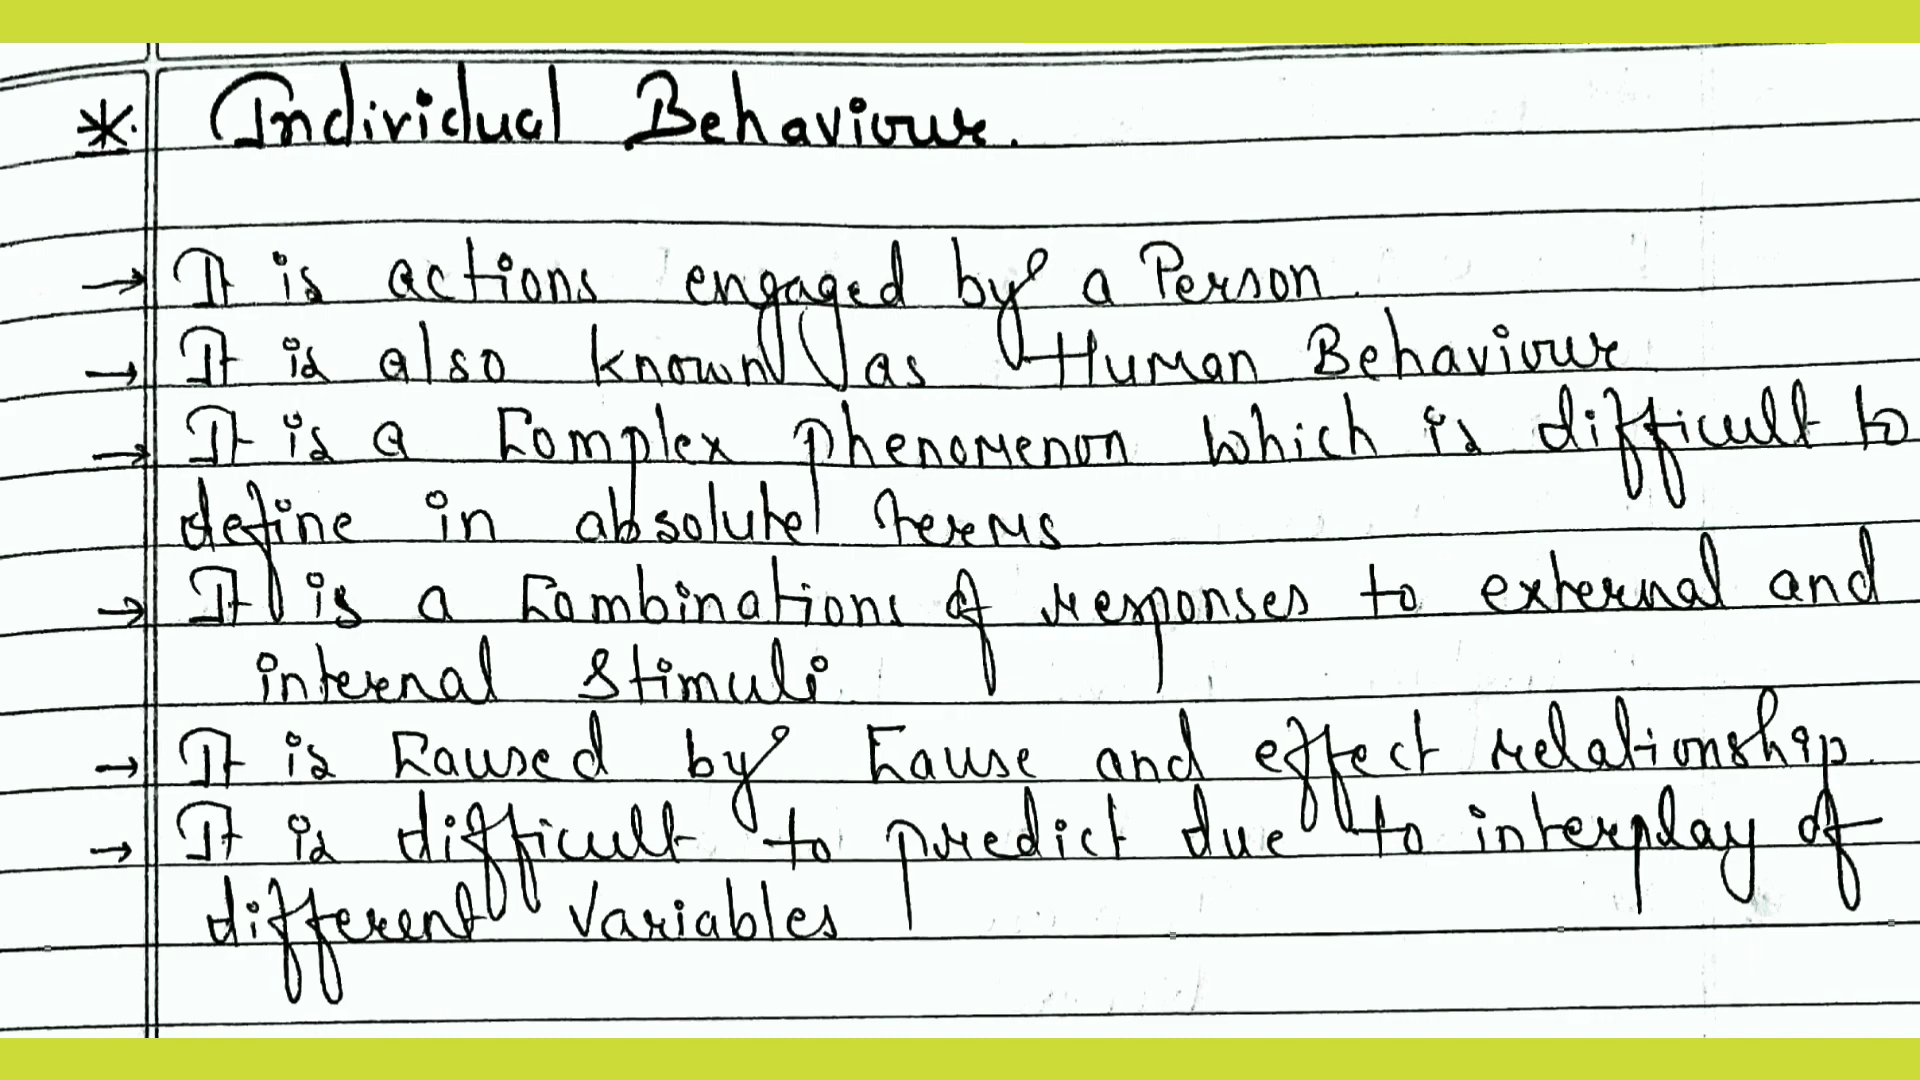 *. Individual Behaviour.
→ It is actions engaged by a Person.
→ It is also known as Human Behaviour
→ It is a Complex phenomenon which is difficult to
define in absolute terms
→ It is a Combinations of responses to external and
internal Stimuli
→ It is Caused by Cause and effect relationship.
→ It is difficult to predict due to interplay of
different Variables